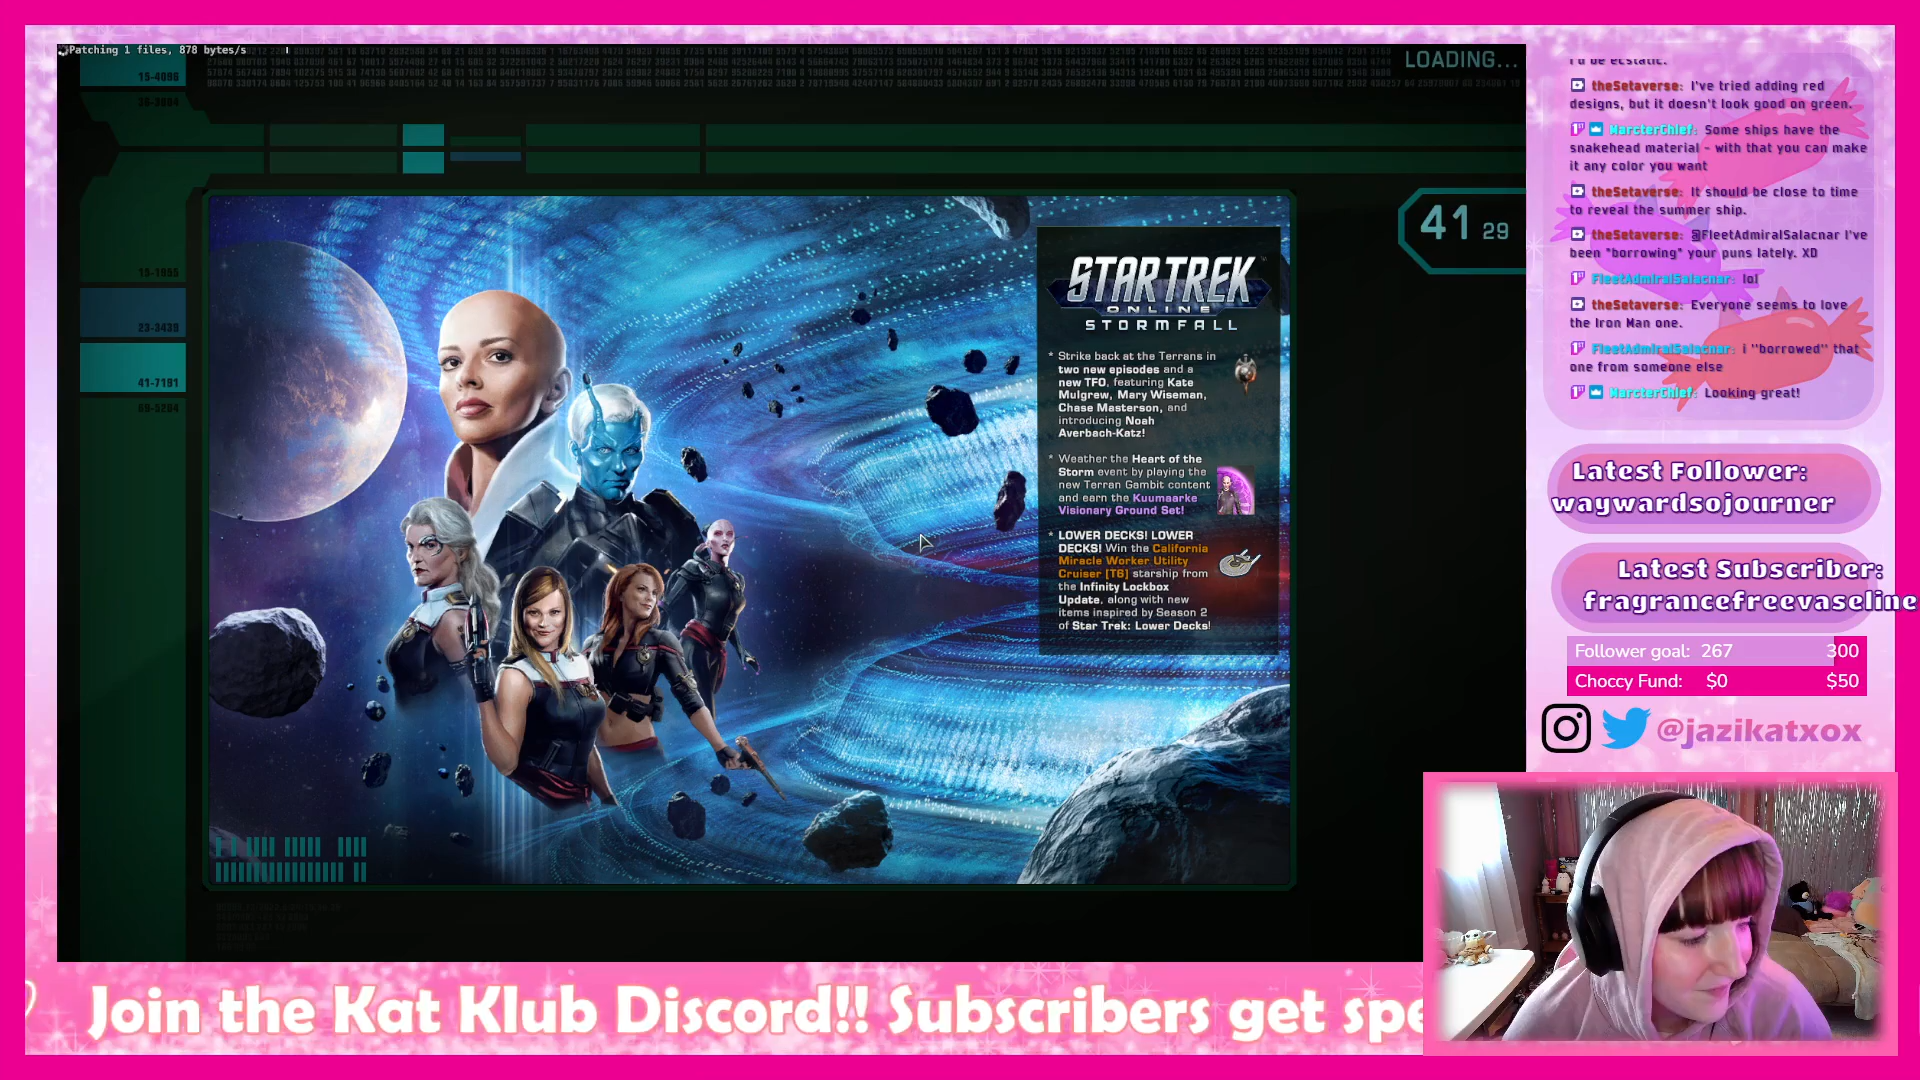 Patching 1 files, 878 bytes/s
LOADING...
15-4096
36-3884
15-1955
23-3438
41-7191
69-5204
41 29
STAR TREK
ONLINE
STORMFALL
* Strike back at the Terrans in
two new episodes and a
new TFO, featuring Kate
Mulgrew, Mary Wiseman,
Chase Masterson, and
introducing Noah
Averbach-Katz!
* Weather the Heart of the
Storm event by playing the
new Terran Gambit content
and earn the Kuumaarke
Visionary Ground Set!
* LOWER DECKS! LOWER
DECKS! Win the California
Miracle Worker Utility
Cruiser [T6] starship from
the Infinity Lockbox
Update, along with new
items inspired by Season 2
of Star Trek: Lower Decks!
I'd be ecstatic.
theSetaverse: I've tried adding red
designs, but it doesn't look good on green.
MarcterChief: Some ships have the
snakehead material - with that you can make
it any color you want
theSetaverse: It should be close to time
to reveal the summer ship.
theSetaverse: @FleetAdmiralSalacnar I've
been "borrowing" your puns lately. XD
FleetAdmiralSalacnar: lol
theSetaverse: Everyone seems to love
the Iron Man one.
FleetAdmiralSalacnar: i "borrowed" that
one from someone else
MarcterChief: Looking great!
Latest Follower:
waywardsojourner
Latest Subscriber:
fragrancefreevaseline
Follower goal: 267 300
Choccy Fund: $0 $50
@jazikatxox
Join the Kat Klub Discord!! Subscribers get spe